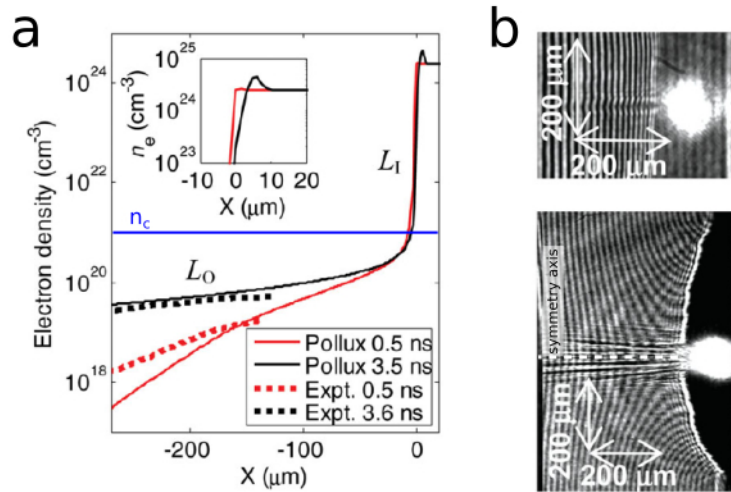 a
b
10^25
10^24
10^23
n_e (cm^-3)
-10 0 10 20
X (μm)
10^24
10^22
10^20
10^18
Electron density (cm^-3)
L_I
n_c
L_O
Pollux 0.5 ns
Pollux 3.5 ns
Expt. 0.5 ns
Expt. 3.6 ns
-200 -100 0
X (μm)
200 μm
200 μm
symmetry axis
200 μm
200 μm